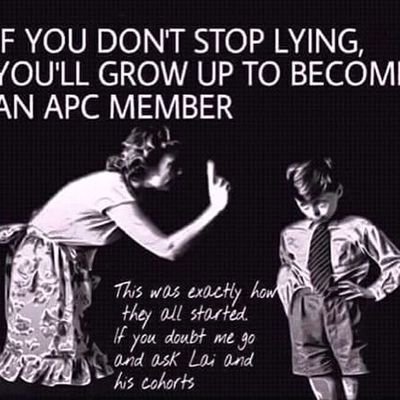 F YOU DON'T STOP LYING,
YOU'LL GROW UP TO BECOM
AN APC MEMBER
This was exactly how
they all started.
If you doubt me go
and ask Lai and
his cohorts